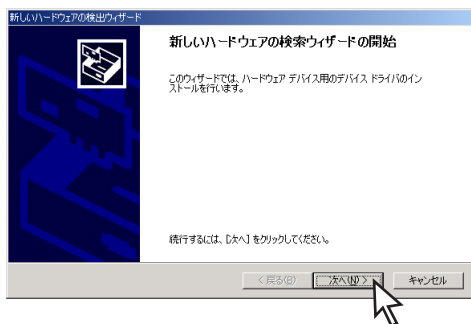 新しいハードウェアの検出ウィザード
新しいハードウェアの検索ウィザードの開始
このウィザードでは、ハードウェア デバイス用のデバイス ドライバのイン
ストールを行います。
続行するには、[次へ] をクリックしてください。
< 戻る(B)
次へ(N) >
キャンセル